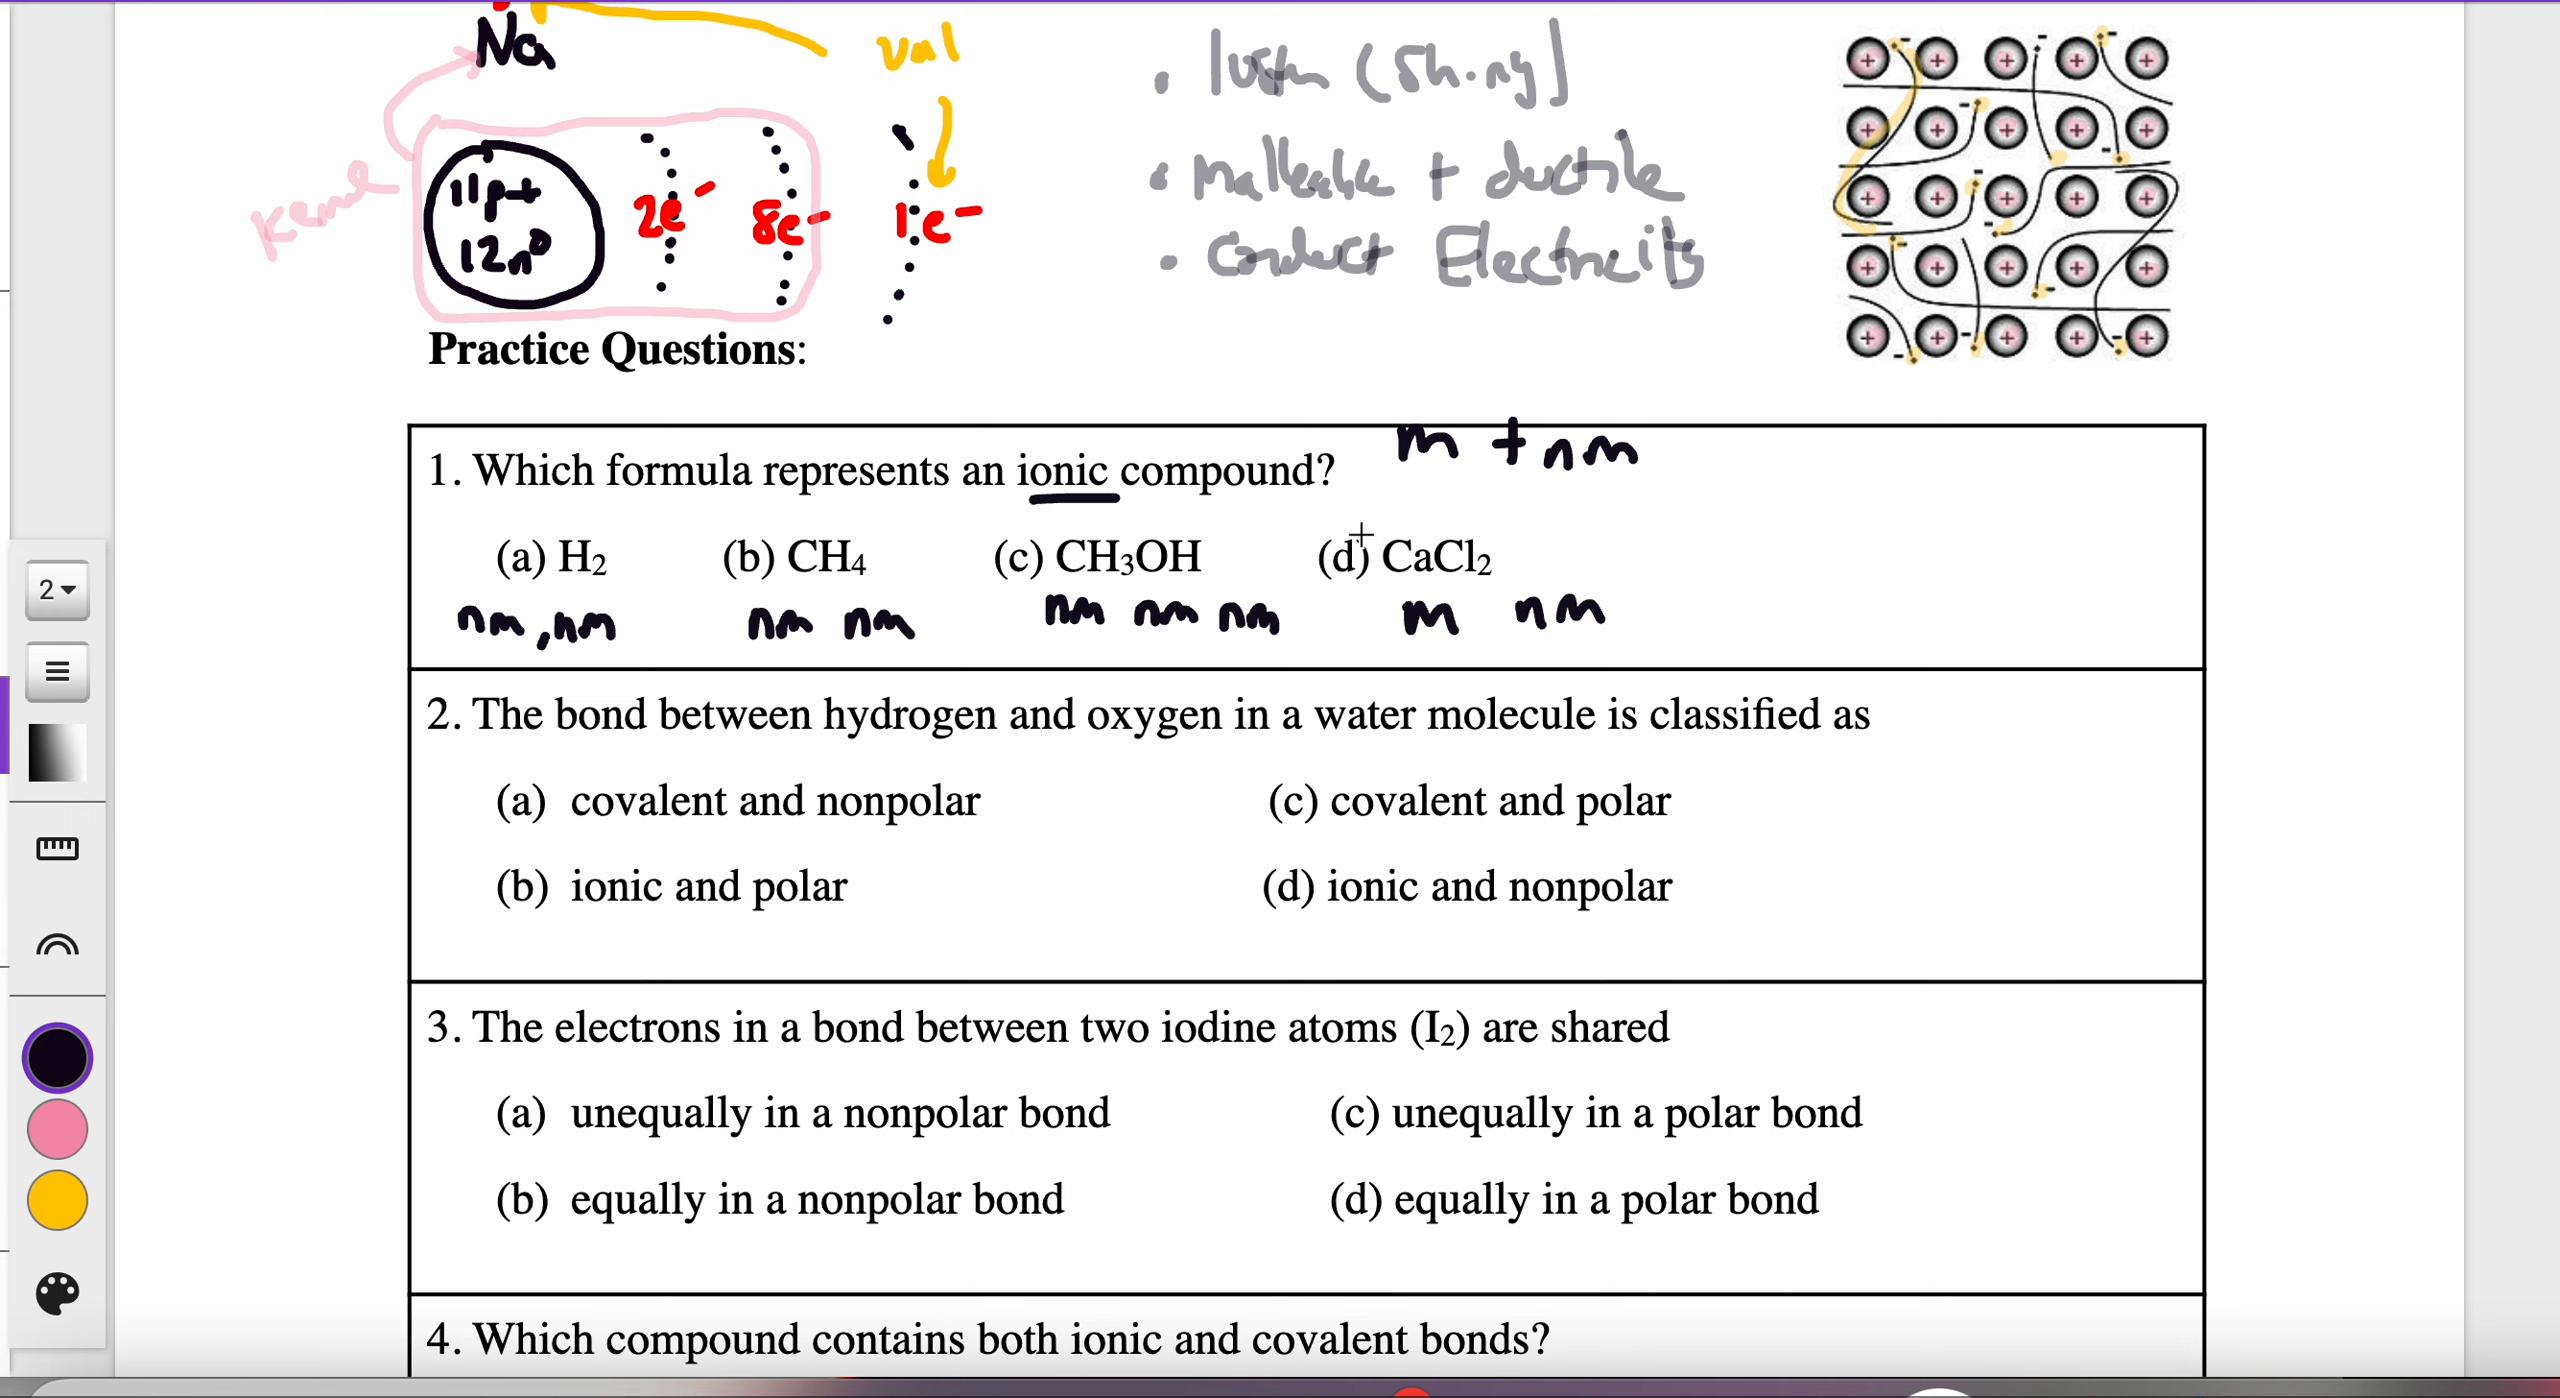 Na
val
• luster (Shiny)
Kernel
11p+
12n°
2e-
8e-
1e-
• Malleable + ductile
• Conduct Electricity
Practice Questions:
m + nm
1. Which formula represents an ionic compound?
(a) H2 (b) CH4 (c) CH3OH (d) CaCl2
nm, nm nm nm nm nm nm m nm
2. The bond between hydrogen and oxygen in a water molecule is classified as
(a) covalent and nonpolar (c) covalent and polar
(b) ionic and polar (d) ionic and nonpolar
3. The electrons in a bond between two iodine atoms (I2) are shared
(a) unequally in a nonpolar bond (c) unequally in a polar bond
(b) equally in a nonpolar bond (d) equally in a polar bond
4. Which compound contains both ionic and covalent bonds?
2